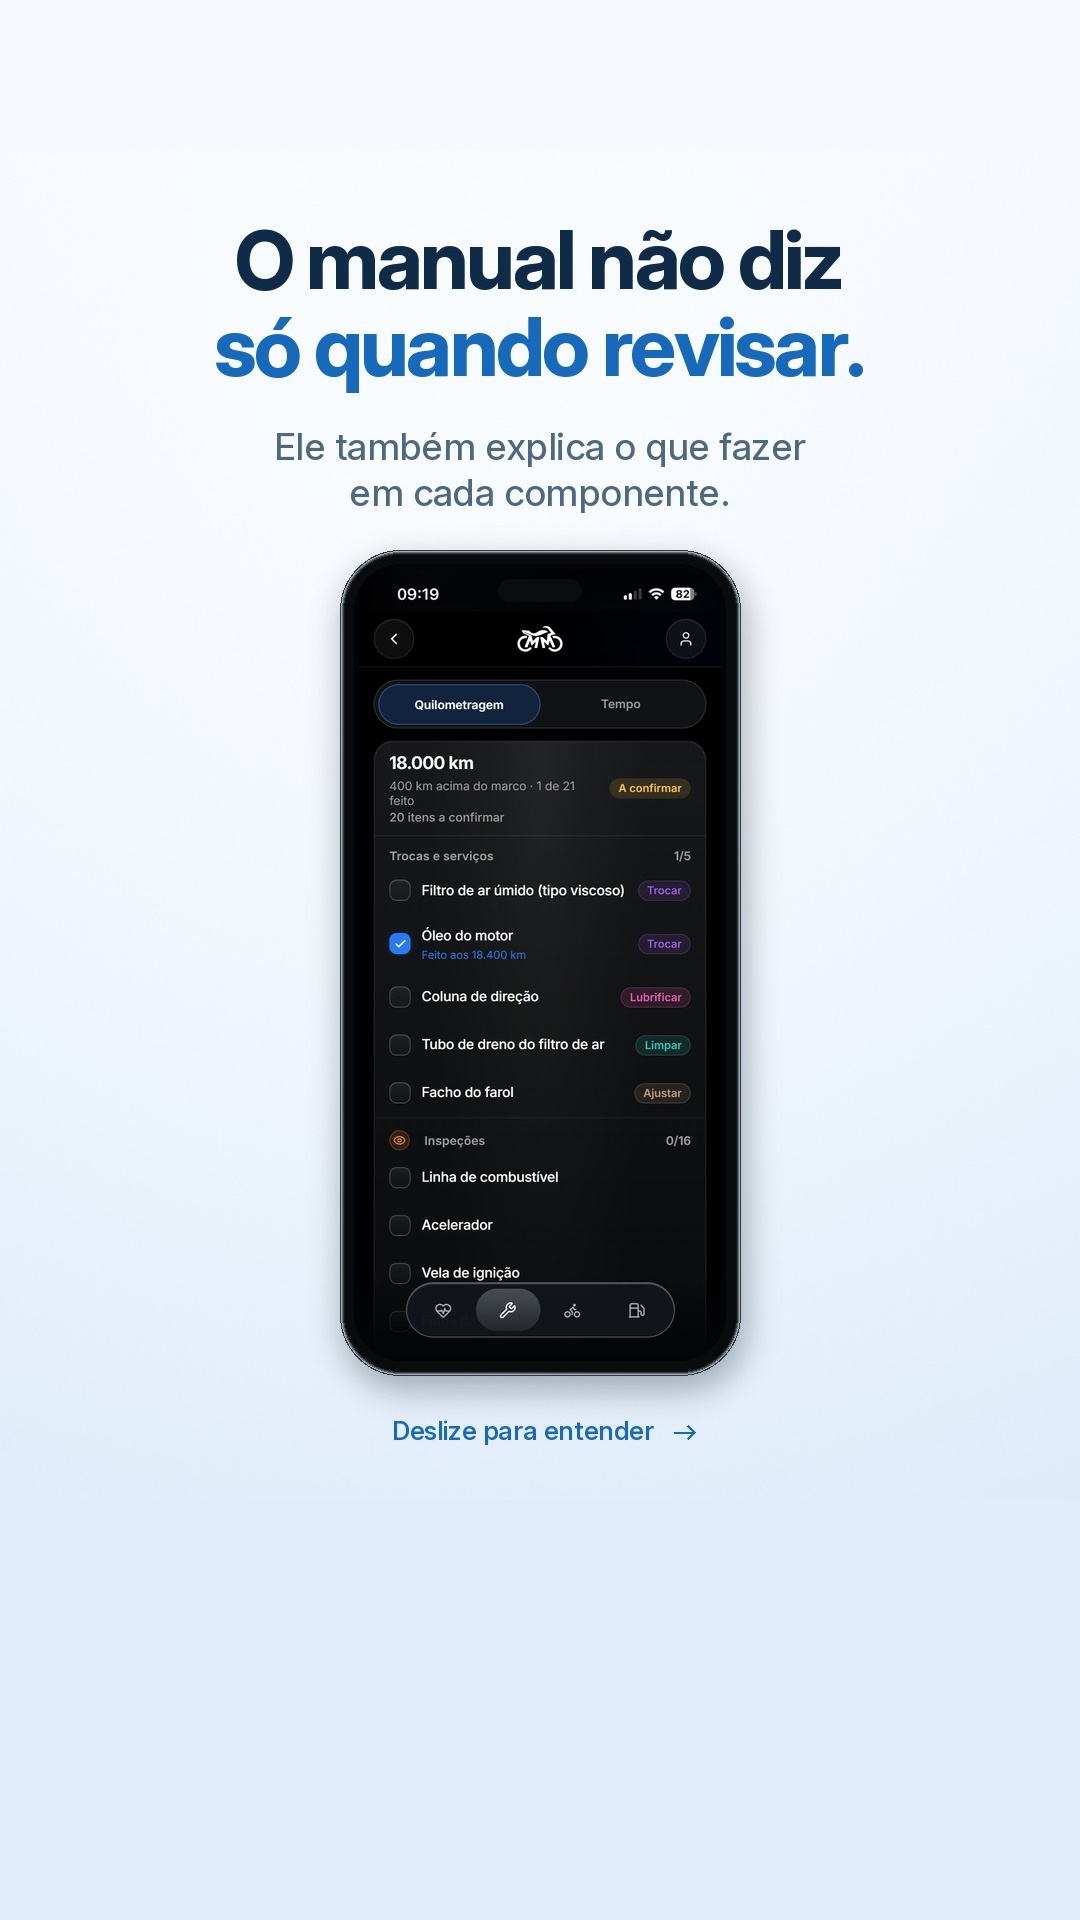 O manual não diz
só quando revisar.
Ele também explica o que fazer
em cada componente.
09:19
82
MM
Quilometragem
Tempo
18.000 km
400 km acima do marco · 1 de 21
feito
20 itens a confirmar
A confirmar
Trocas e serviços
1/5
Filtro de ar úmido (tipo viscoso)
Trocar
Óleo do motor
Feito aos 18.400 km
Trocar
Coluna de direção
Lubrificar
Tubo de dreno do filtro de ar
Limpar
Facho do farol
Ajustar
Inspeções
0/16
Linha de combustível
Acelerador
Vela de ignição
Deslize para entender →